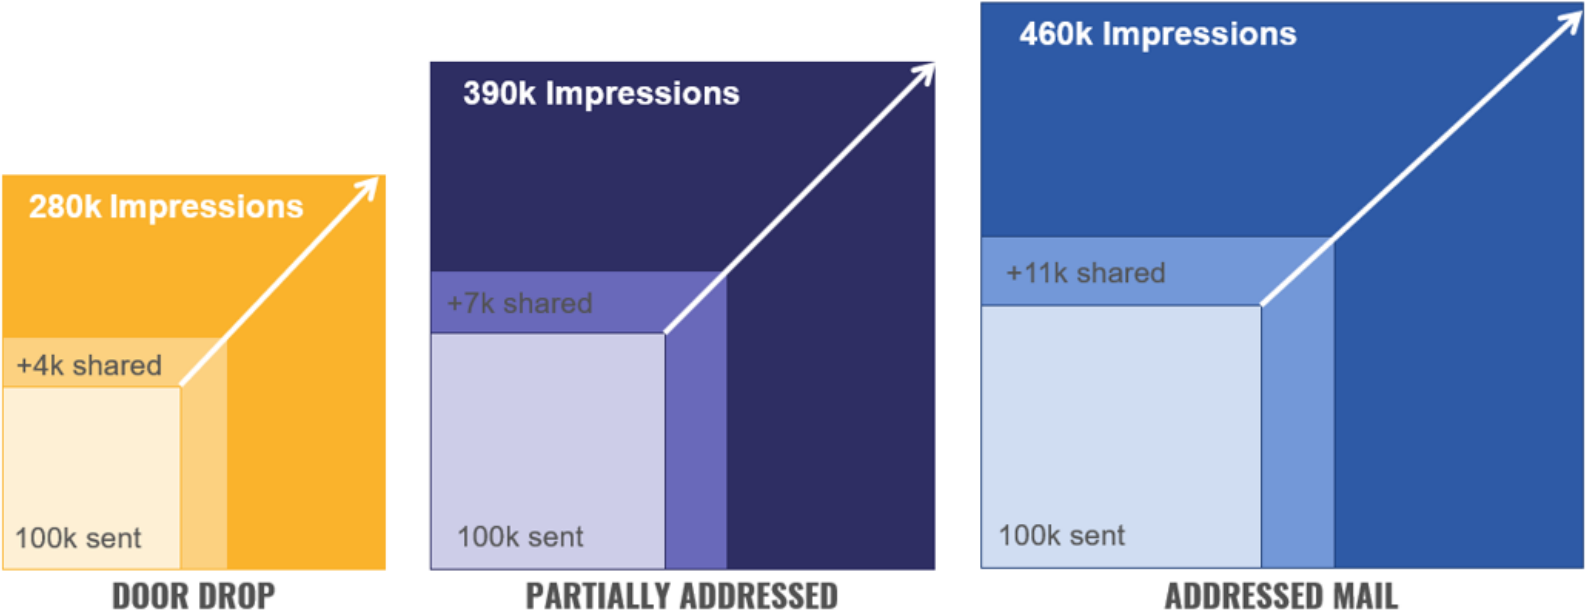 280k Impressions
+4k shared
100k sent
DOOR DROP
390k Impressions
+7k shared
100k sent
PARTIALLY ADDRESSED
460k Impressions
+11k shared
100k sent
ADDRESSED MAIL